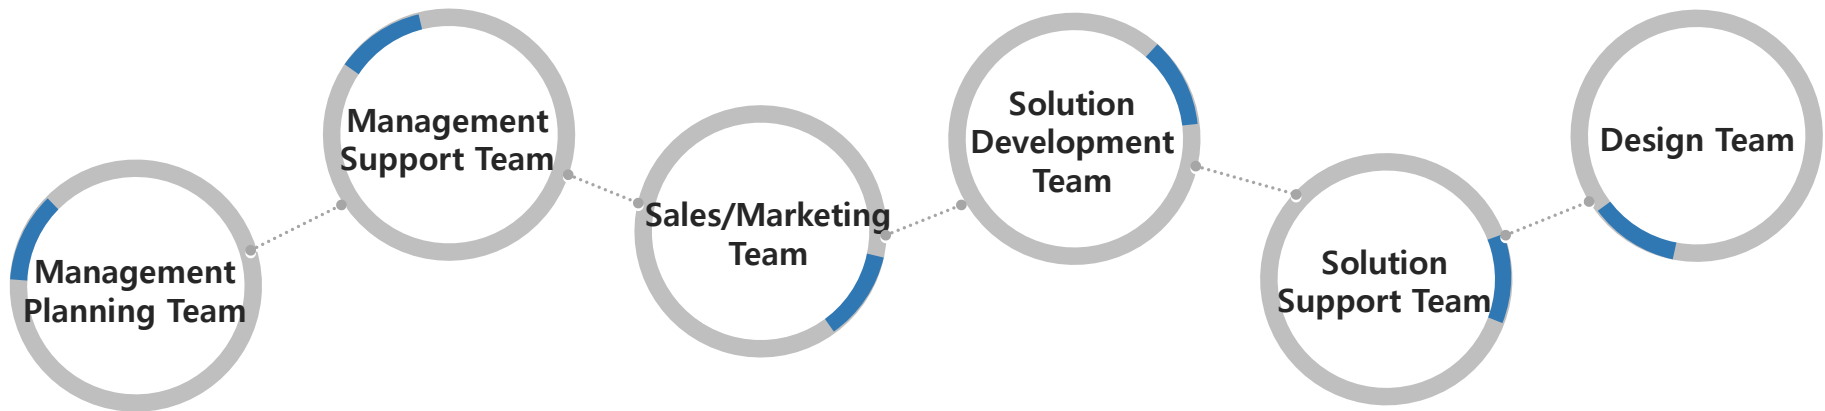 Management
Planning Team
Management
Support Team
Sales/Marketing
Team
Solution
Development
Team
Solution
Support Team
Design Team